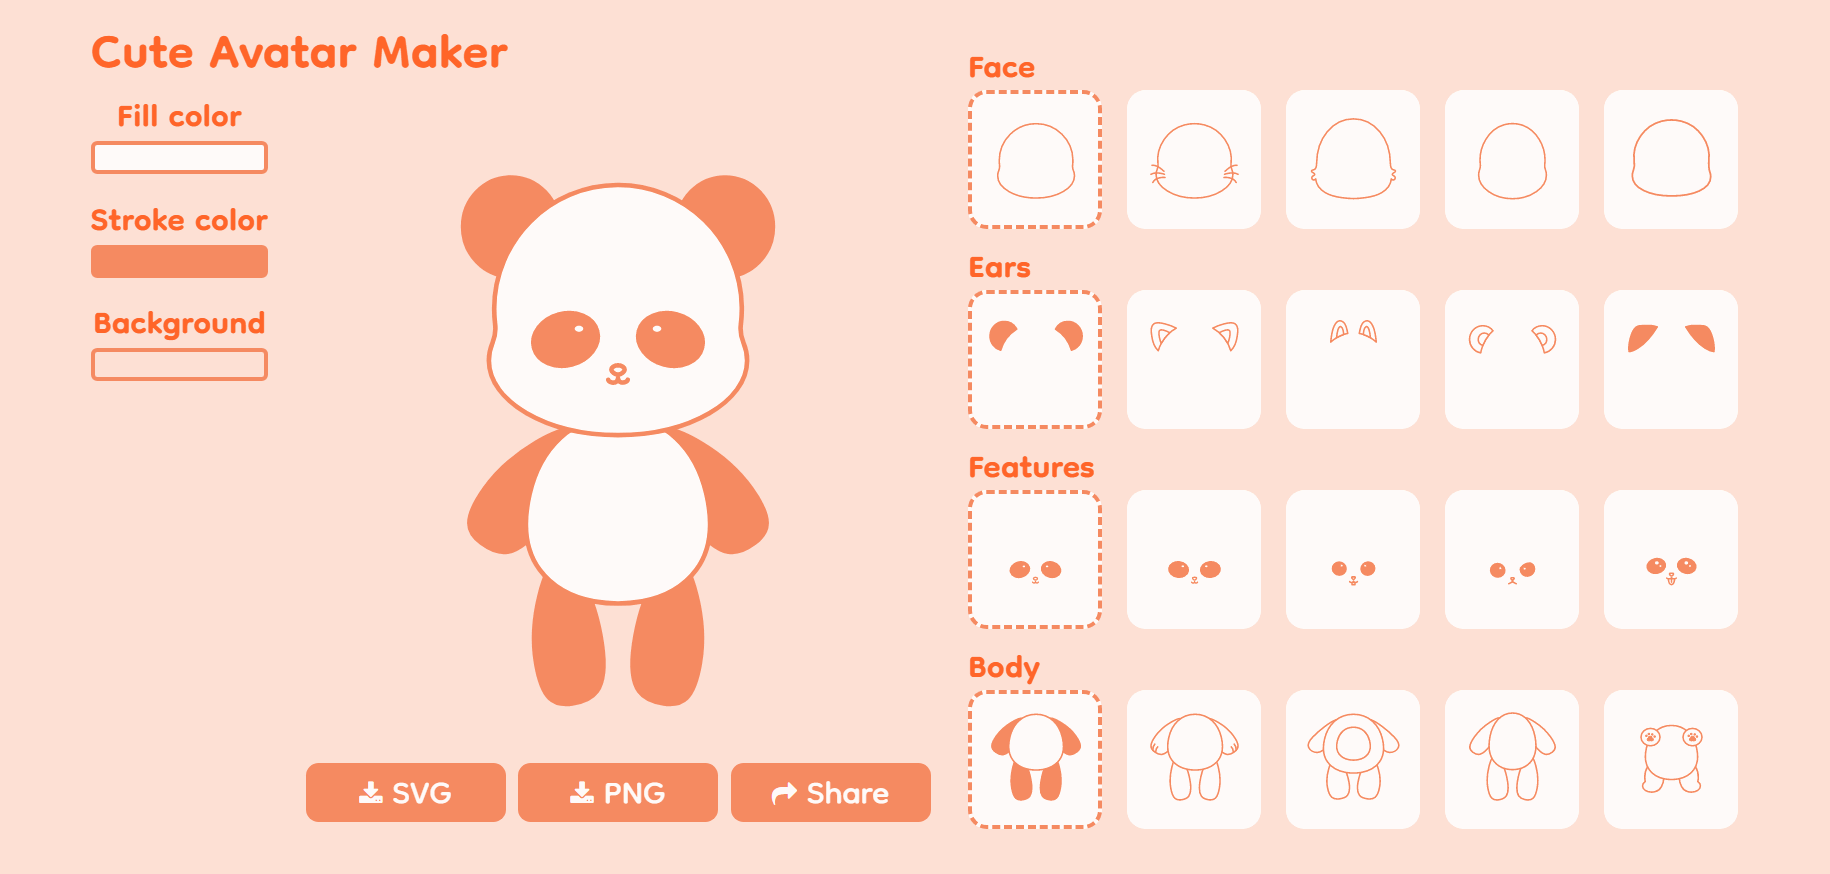 Cute Avatar Maker
Fill color
Stroke color
Background
SVG
PNG
Share
Face
Ears
Features
Body